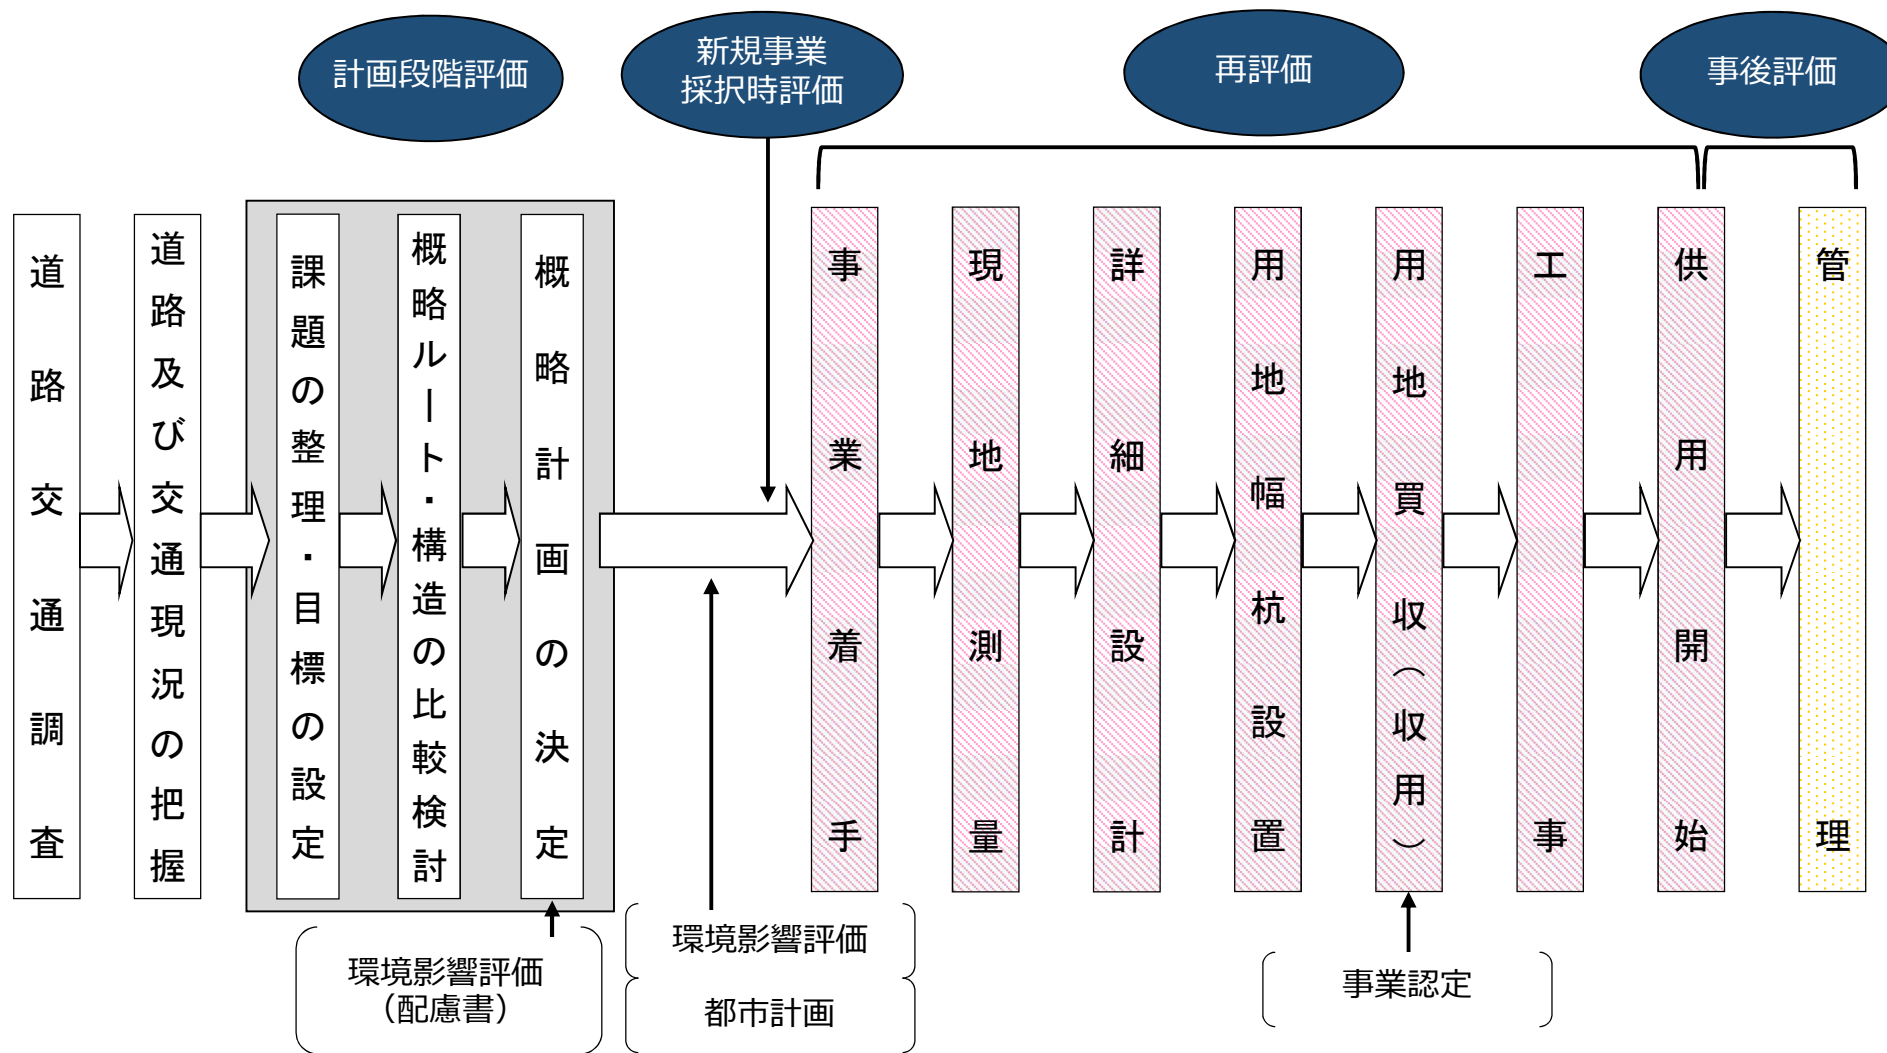 計画段階評価
新規事業
採択時評価
再評価
事後評価
道路交通調査
道路及び交通現況の把握
課題の整理・目標の設定
概略ルート・構造の比較検討
概略計画の決定
事業着手
現地測量
詳細設計
用地幅杭設置
用地買収（収用）
工事
供用開始
管理
環境影響評価
（配慮書）
環境影響評価
都市計画
事業認定